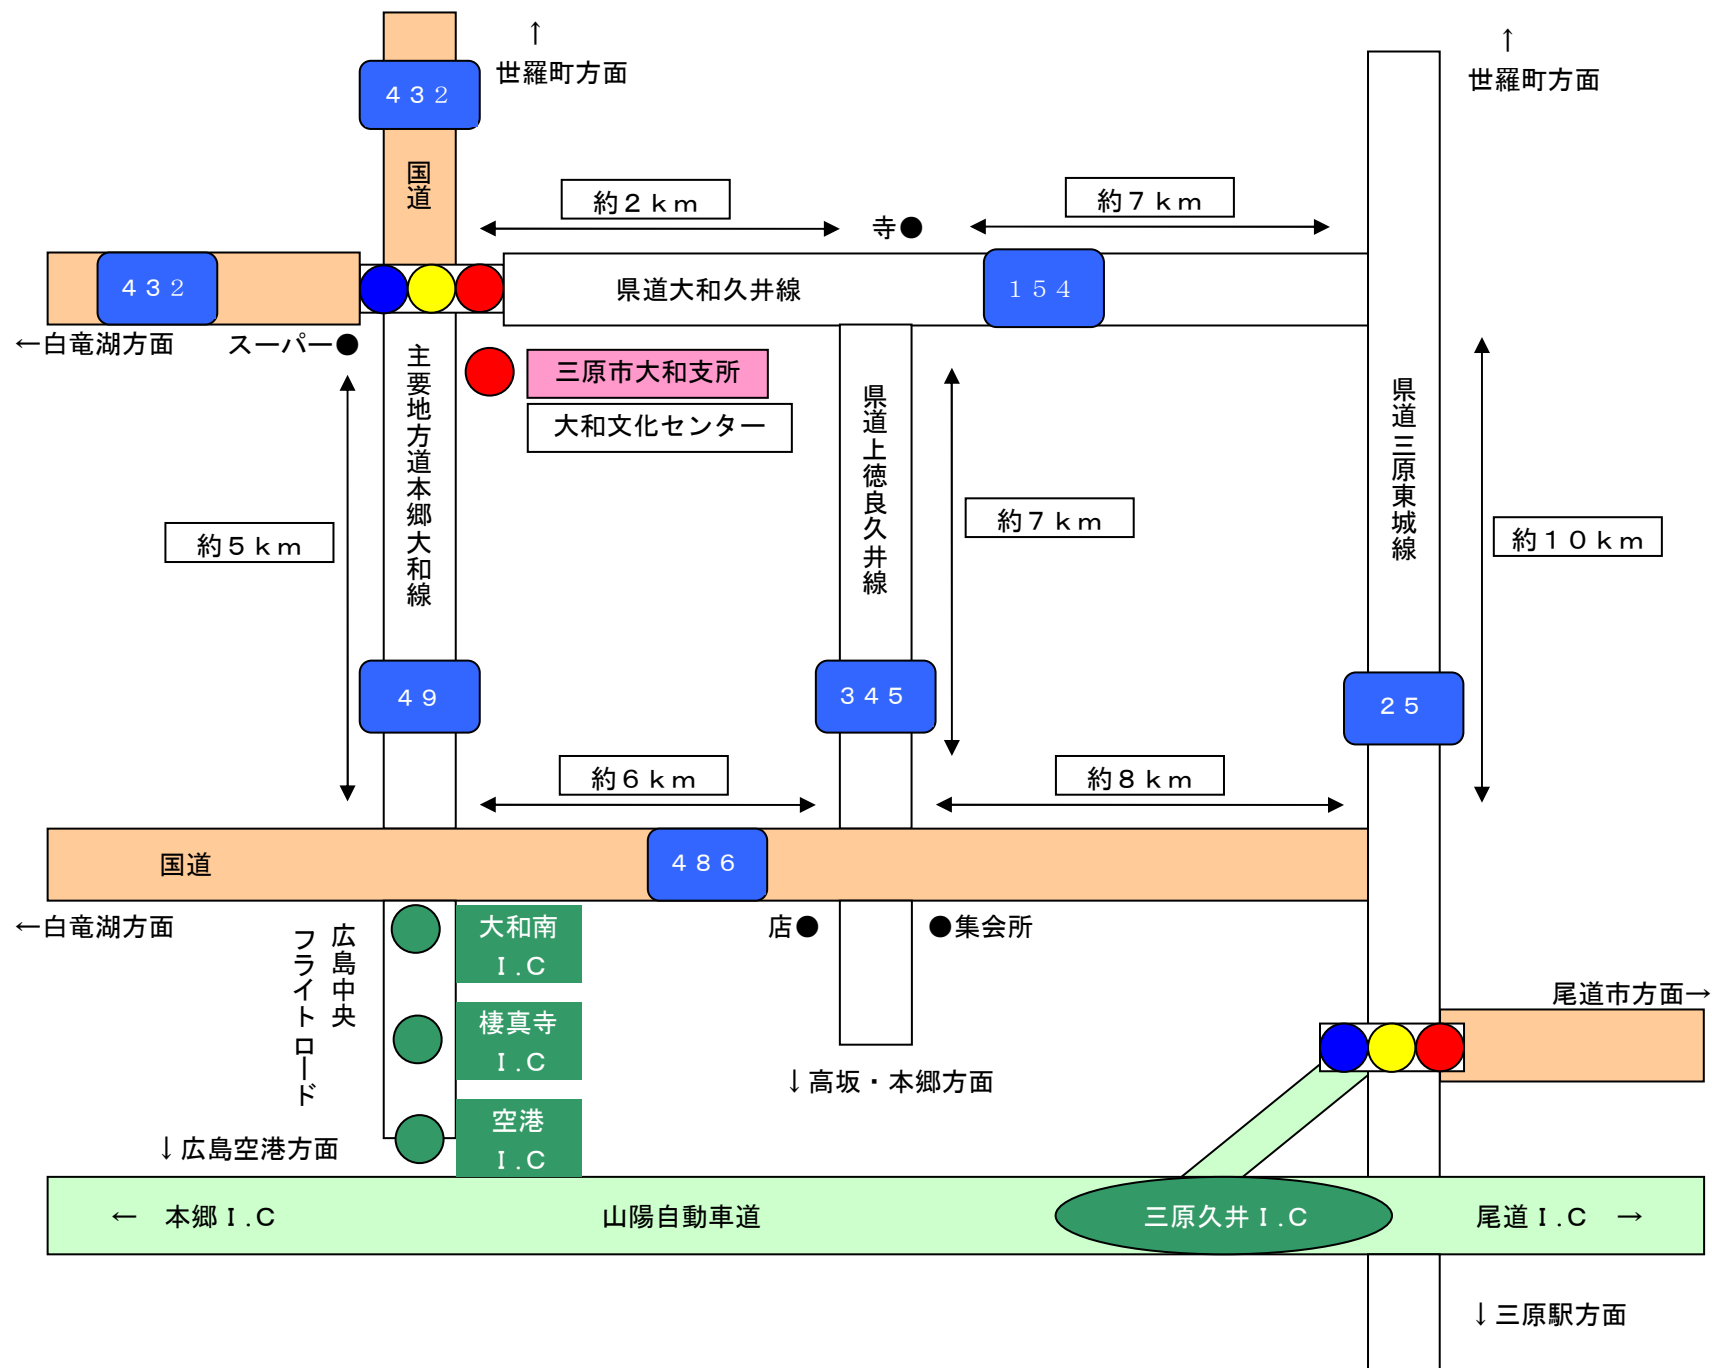 ↑
世羅町方面
↑
世羅町方面
４３２
国道
約２ｋｍ
寺●
約７ｋｍ
４３２
県道大和久井線
１５４
←白竜湖方面
スーパー●
三原市大和支所
大和文化センター
主要地方道本郷大和線
県道上徳良久井線
県道三原東城線
約５ｋｍ
約７ｋｍ
約１０ｋｍ
４９
３４５
２５
約６ｋｍ
約８ｋｍ
国道
４８６
←白竜湖方面
広島中央
フライトロード
大和南
Ｉ.Ｃ
店●
●集会所
棲真寺
Ｉ.Ｃ
尾道市方面→
↓高坂・本郷方面
空港
Ｉ.Ｃ
↓広島空港方面
← 本郷Ｉ.Ｃ
山陽自動車道
三原久井Ｉ.Ｃ
尾道Ｉ.Ｃ →
↓三原駅方面